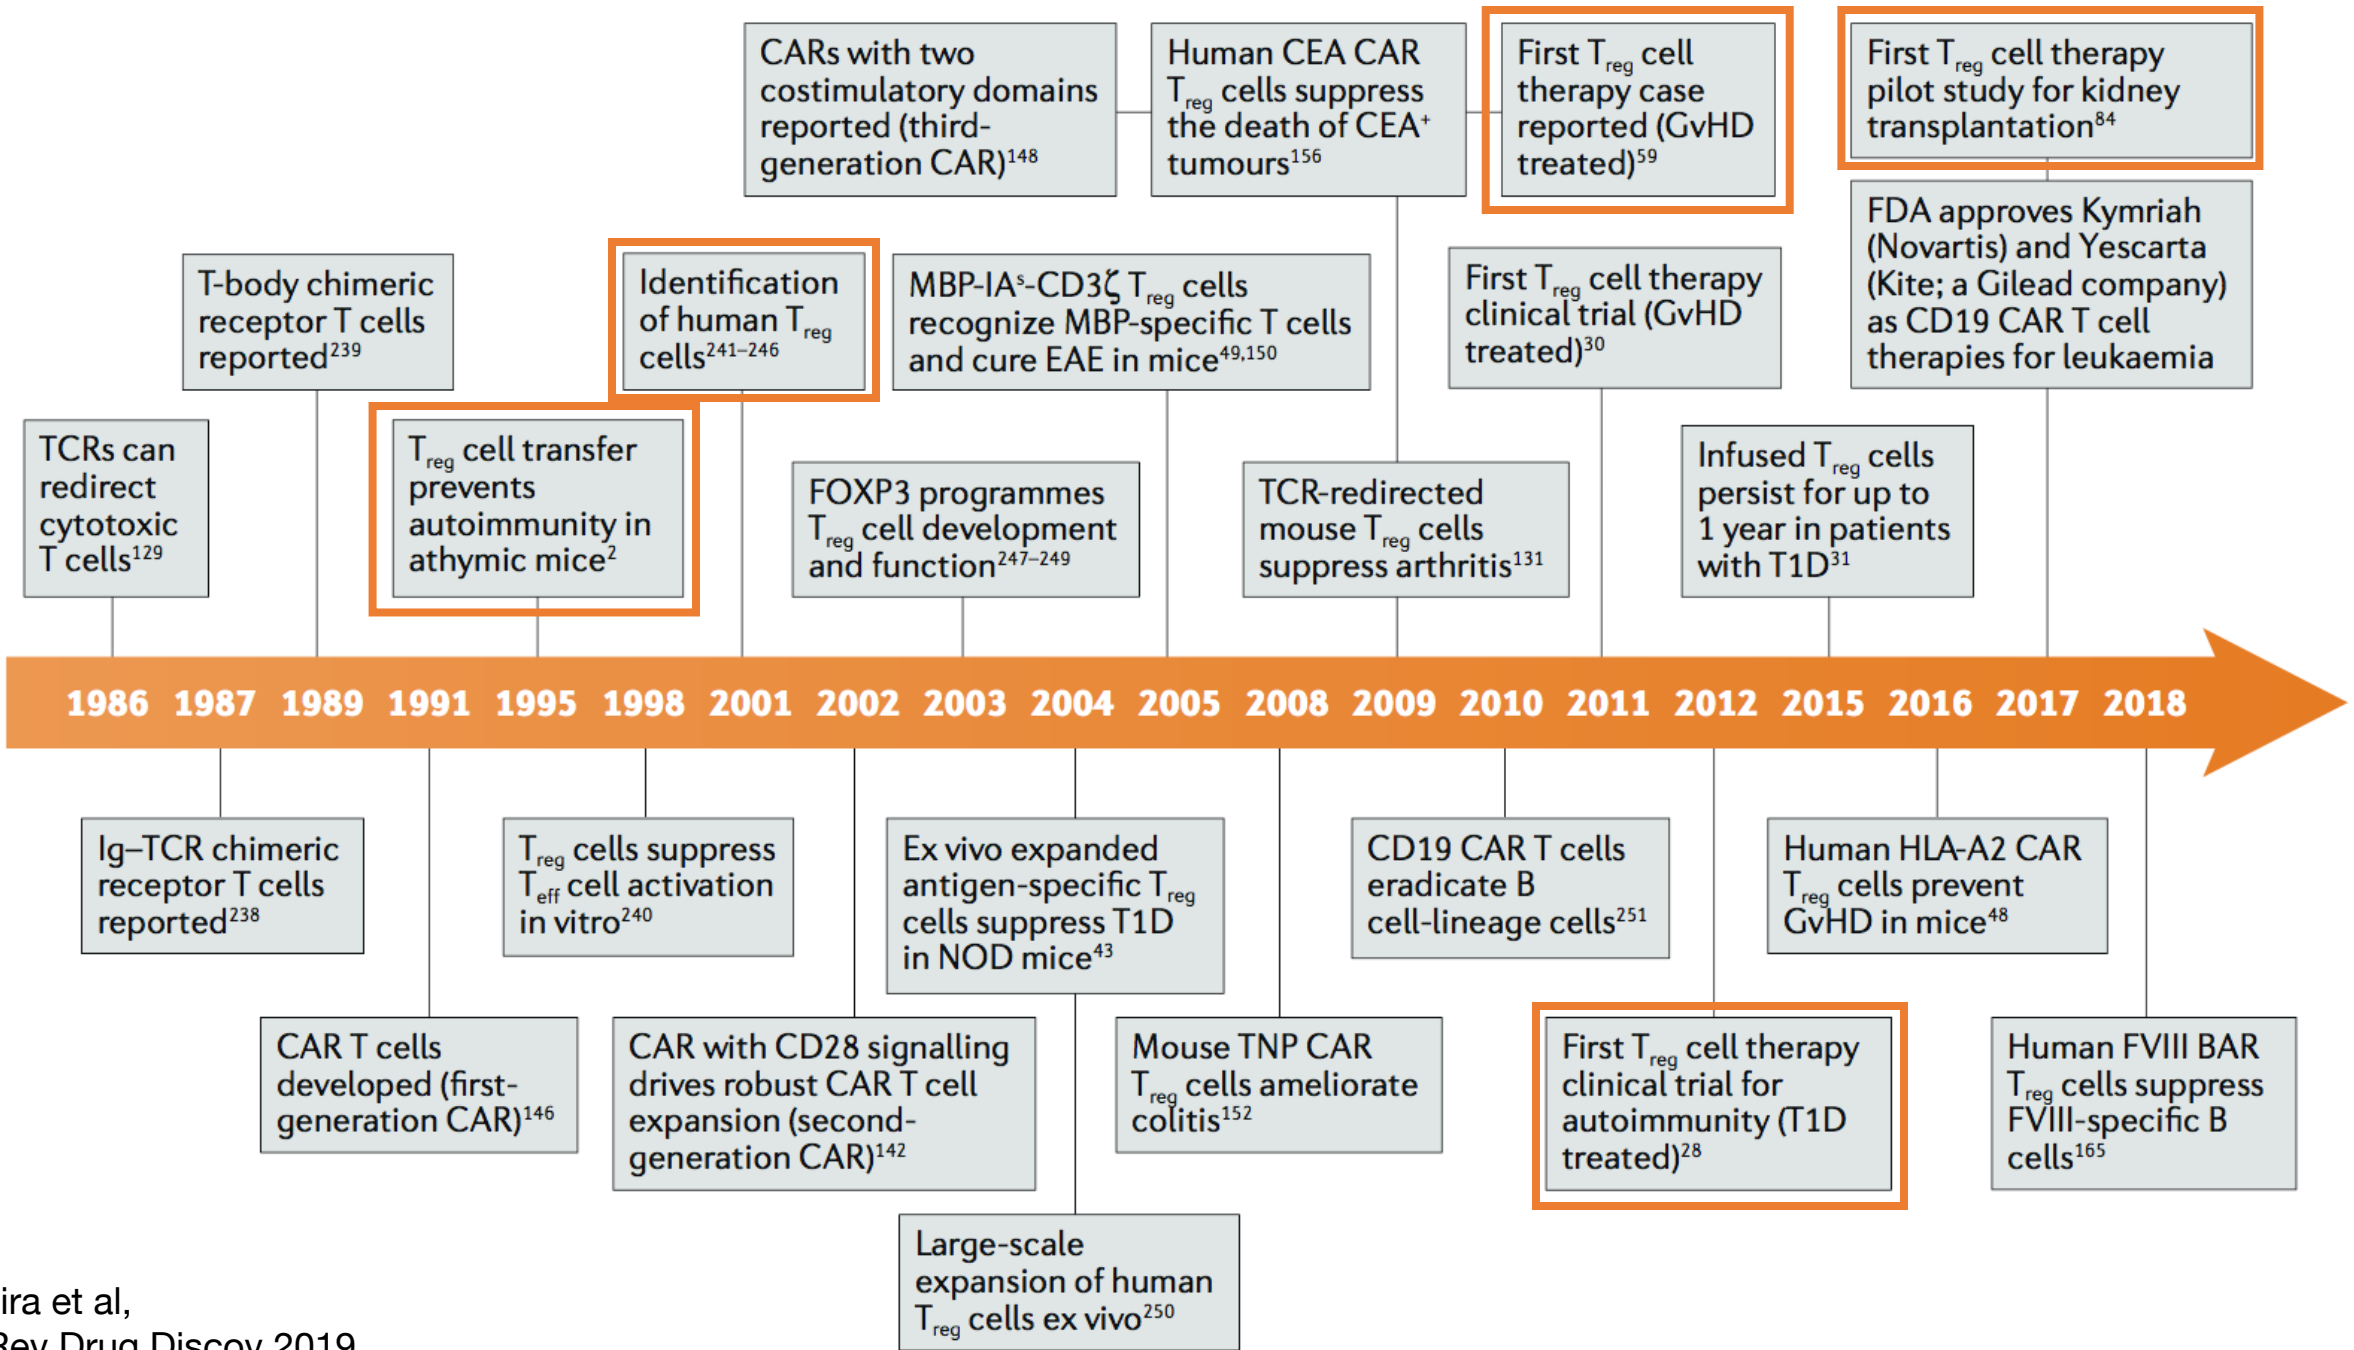 CARs with two
costimulatory domains
reported (third-
generation CAR)148
Human CEA CAR
Treg cells suppress
the death of CEA+
tumours156
First Treg cell
therapy case
reported (GvHD
treated)59
First Treg cell therapy
pilot study for kidney
transplantation84
FDA approves Kymriah
(Novartis) and Yescarta
(Kite; a Gilead company)
as CD19 CAR T cell
therapies for leukaemia
T-body chimeric
receptor T cells
reported239
Identification
of human Treg
cells241–246
MBP-IAs-CD3ζ Treg cells
recognize MBP-specific T cells
and cure EAE in mice49,150
First Treg cell therapy
clinical trial (GvHD
treated)30
TCRs can
redirect
cytotoxic
T cells129
Treg cell transfer
prevents
autoimmunity in
athymic mice2
FOXP3 programmes
Treg cell development
and function247–249
TCR-redirected
mouse Treg cells
suppress arthritis131
Infused Treg cells
persist for up to
1 year in patients
with T1D31
1986 1987 1989 1991 1995 1998 2001 2002 2003 2004 2005 2008 2009 2010 2011 2012 2015 2016 2017 2018
Ig–TCR chimeric
receptor T cells
reported238
Treg cells suppress
Teff cell activation
in vitro240
Ex vivo expanded
antigen-specific Treg
cells suppress T1D
in NOD mice43
CD19 CAR T cells
eradicate B
cell-lineage cells251
Human HLA-A2 CAR
Treg cells prevent
GvHD in mice48
CAR T cells
developed (first-
generation CAR)146
CAR with CD28 signalling
drives robust CAR T cell
expansion (second-
generation CAR)142
Mouse TNP CAR
Treg cells ameliorate
colitis152
First Treg cell therapy
clinical trial for
autoimmunity (T1D
treated)28
Human FVIII BAR
Treg cells suppress
FVIII-specific B
cells165
Large-scale
expansion of human
Treg cells ex vivo250
ira et al,
Rev Drug Discov 2019